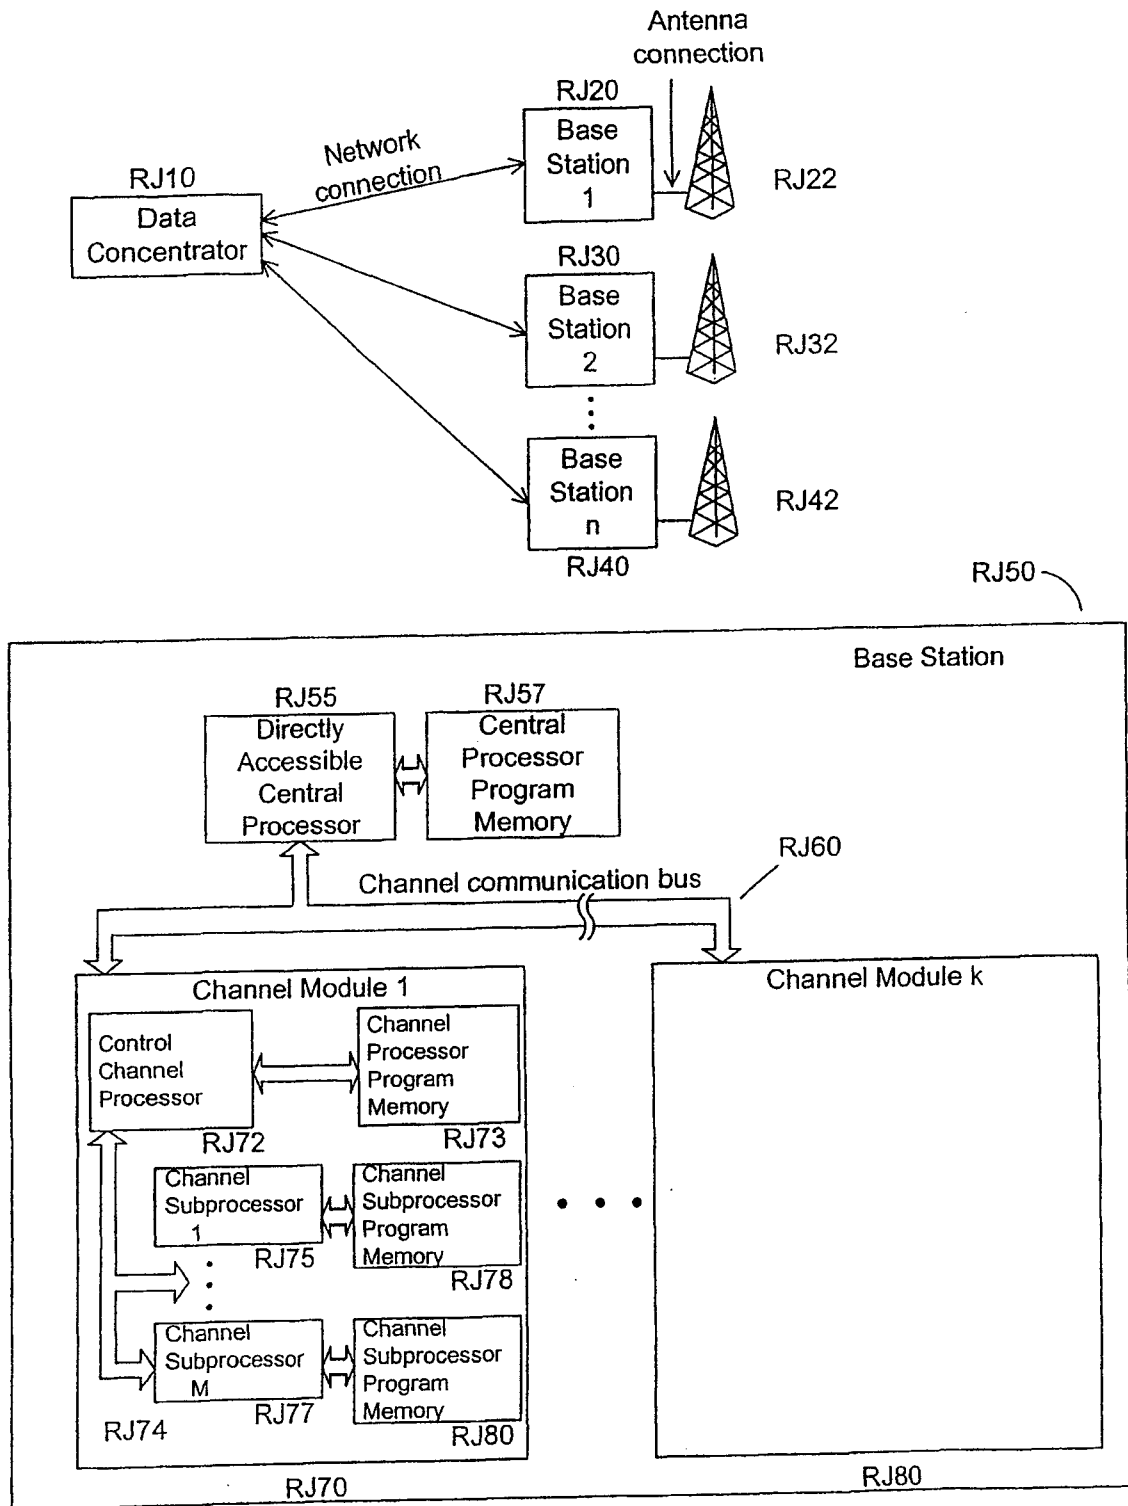 Antenna
connection
RJ20
Base
Station
1
RJ22
Network
connection
RJ10
Data
Concentrator
RJ30
Base
Station
2
RJ32
Base
Station
n
RJ40
RJ42
RJ50
Base Station
RJ55
Directly
Accessible
Central
Processor
RJ57
Central
Processor
Program
Memory
RJ60
Channel communication bus
Channel Module 1
Control
Channel
Processor
RJ72
Channel
Processor
Program
Memory
RJ73
Channel
Subprocessor
1
RJ75
Channel
Subprocessor
Program
Memory
RJ78
Channel
Subprocessor
M
RJ77
Channel
Subprocessor
Program
Memory
RJ80
RJ74
RJ70
Channel Module k
RJ80